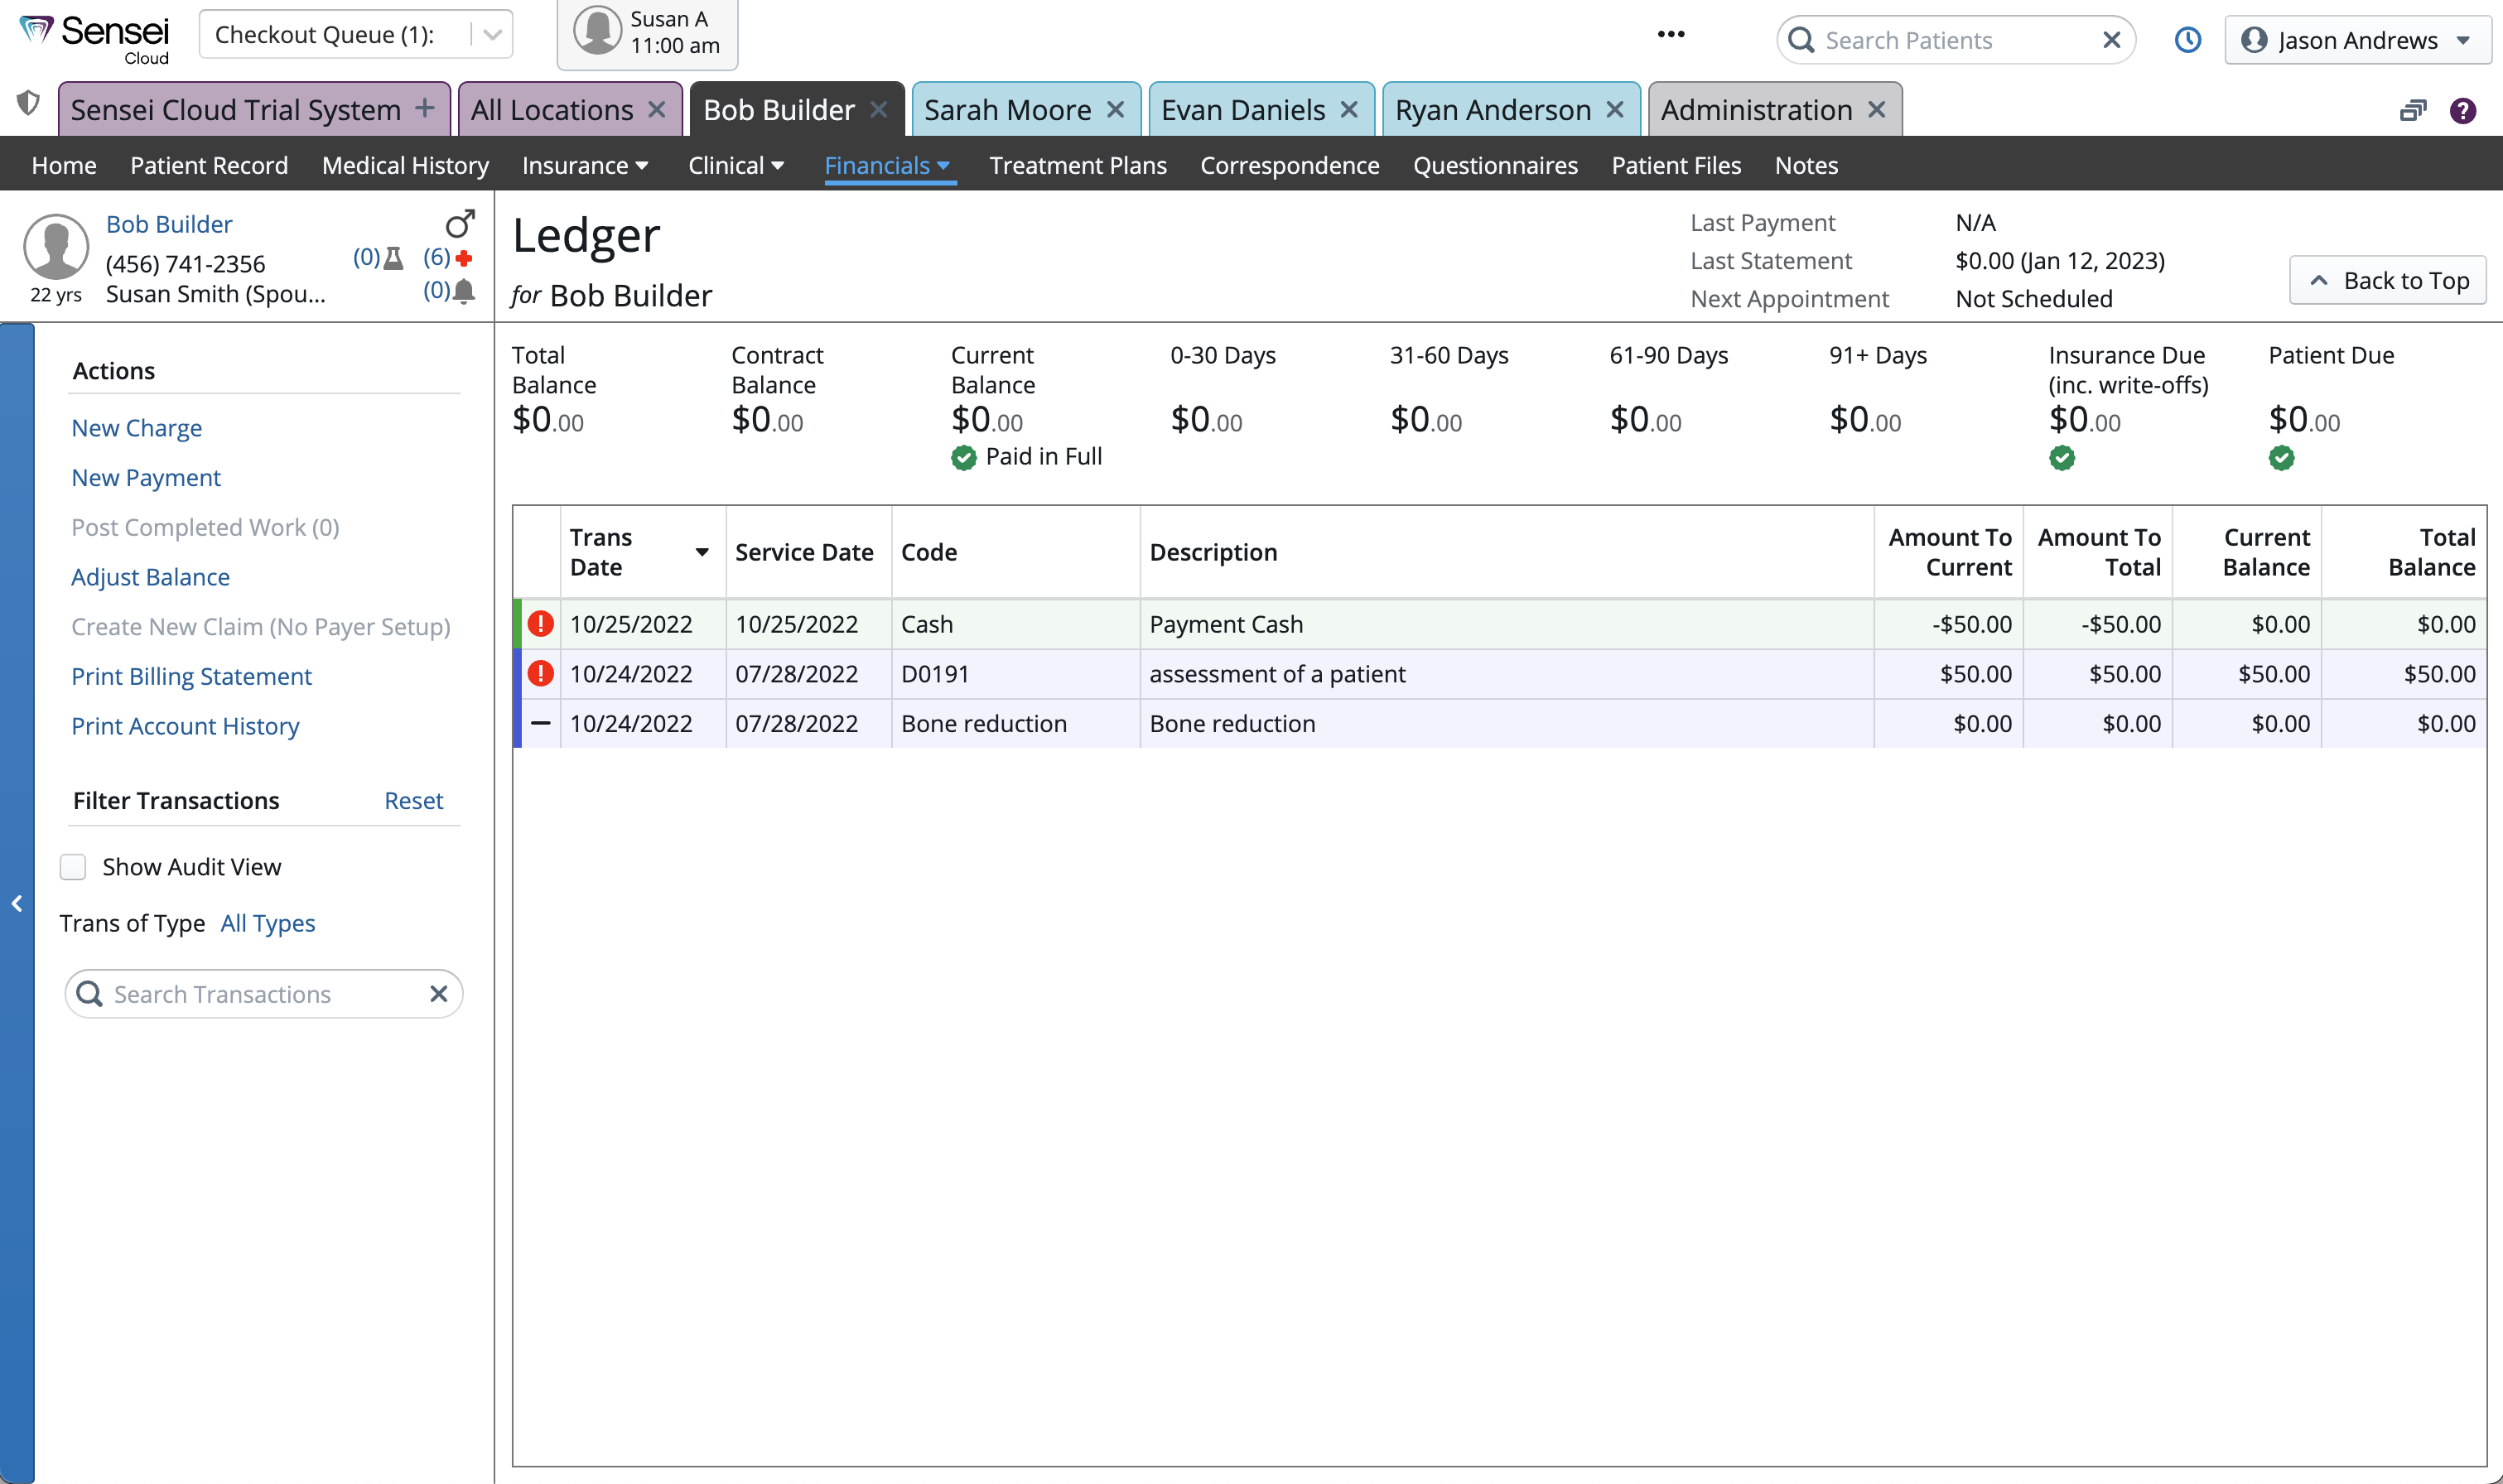 Sensei
Cloud
Checkout Queue (1):
Susan A
11:00 am
Search Patients
Jason Andrews
Sensei Cloud Trial System
All Locations
Bob Builder
Sarah Moore
Evan Daniels
Ryan Anderson
Administration
?
Home Patient Record Medical History Insurance Clinical Financials Treatment Plans Correspondence Questionnaires Patient Files Notes
Bob Builder
(456) 741-2356
(0) (6)
22 yrs
Susan Smith (Spou...
(0)
Ledger
for Bob Builder
Last Payment N/A
Last Statement $0.00 (Jan 12, 2023)
Next Appointment Not Scheduled
Back to Top
Actions
New Charge
New Payment
Post Completed Work (0)
Adjust Balance
Create New Claim (No Payer Setup)
Print Billing Statement
Print Account History
Filter Transactions Reset
Show Audit View
Trans of Type All Types
Search Transactions
Total
Balance
$0.00
Contract
Balance
$0.00
Current
Balance
$0.00
Paid in Full
0-30 Days
$0.00
31-60 Days
$0.00
61-90 Days
$0.00
91+ Days
$0.00
Insurance Due
(inc. write-offs)
$0.00
Patient Due
$0.00
Trans
Date
Service Date
Code
Description
Amount To
Current
Amount To
Total
Current
Balance
Total
Balance
! 10/25/2022 10/25/2022 Cash Payment Cash -$50.00 -$50.00 $0.00 $0.00
! 10/24/2022 07/28/2022 D0191 assessment of a patient $50.00 $50.00 $50.00 $50.00
10/24/2022 07/28/2022 Bone reduction Bone reduction $0.00 $0.00 $0.00 $0.00